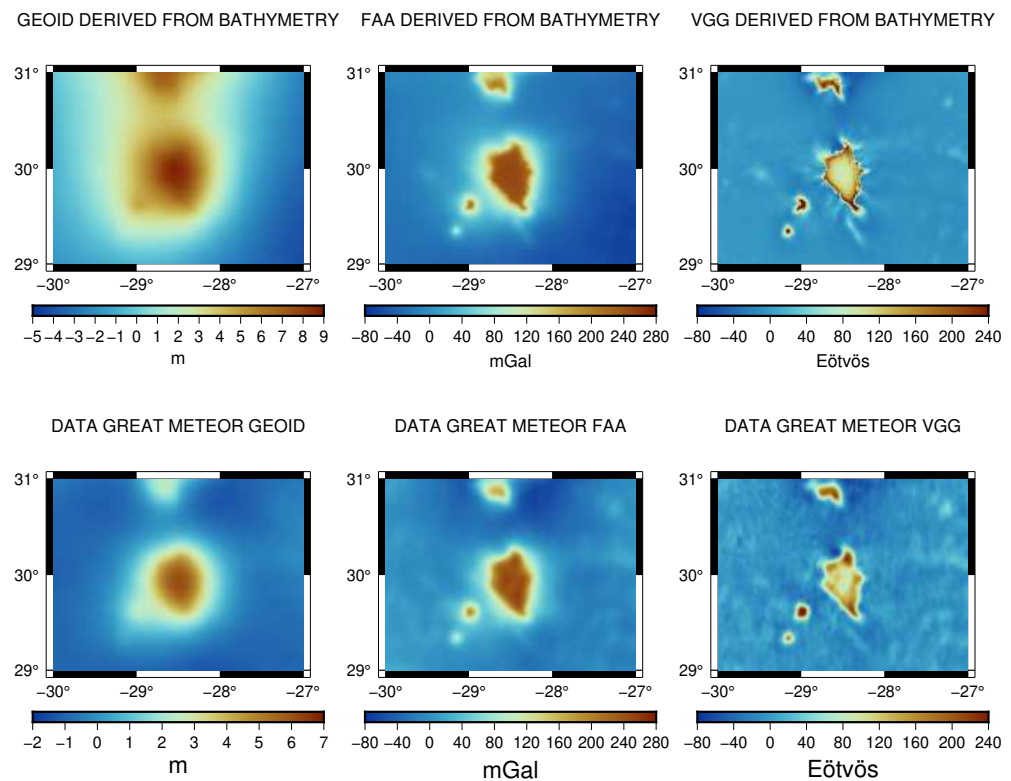 GEOID DERIVED FROM BATHYMETRY FAA DERIVED FROM BATHYMETRY VGG DERIVED FROM BATHYMETRY
31° 31° 31°
30° 30° 30°
29° 29° 29°
−30° −29° −28° −27° −30° −29° −28° −27° −30° −29° −28° −27°
−5 −4 −3 −2 −1 0 1 2 3 4 5 6 7 8 9 −80 −40 0 40 80 120 160 200 240 280 −80 −40 0 40 80 120 160 200 240
m mGal Eötvös
DATA GREAT METEOR GEOID DATA GREAT METEOR FAA DATA GREAT METEOR VGG
31° 31° 31°
30° 30° 30°
29° 29° 29°
−30° −29° −28° −27° −30° −29° −28° −27° −30° −29° −28° −27°
−2 −1 0 1 2 3 4 5 6 7 −80 −40 0 40 80 120 160 200 240 280 −80 −40 0 40 80 120 160 200 240
m mGal Eötvös